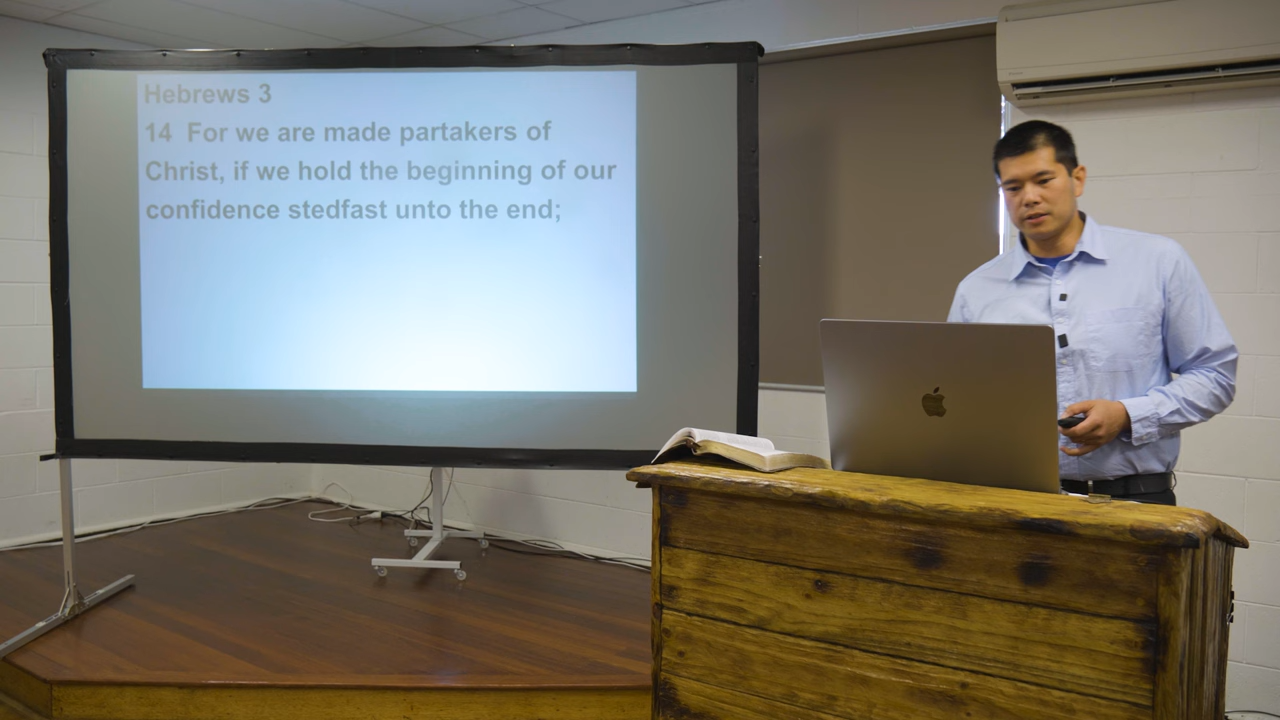 Hebrews 3
14 For we are made partakers of
Christ, if we hold the beginning of our
confidence stedfast unto the end;